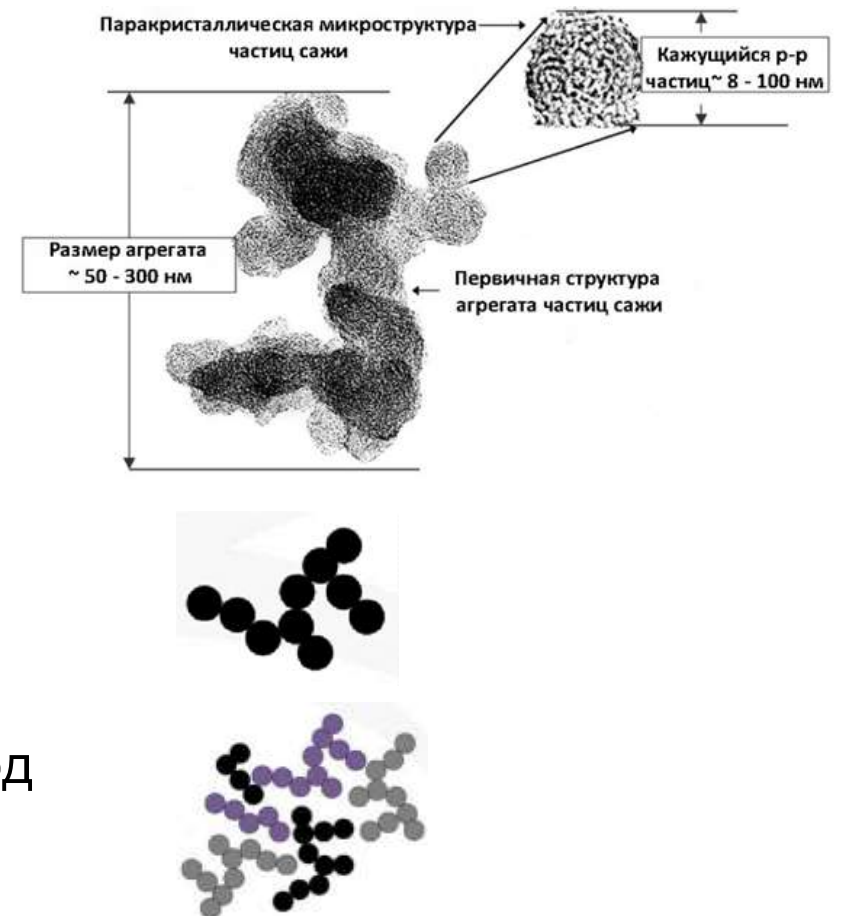 Паракристаллическая микроструктура
частиц сажи
Кажущийся р-р
частиц~ 8 - 100 нм
Размер агрегата
~ 50 - 300 нм
Первичная структура
агрегата частиц сажи